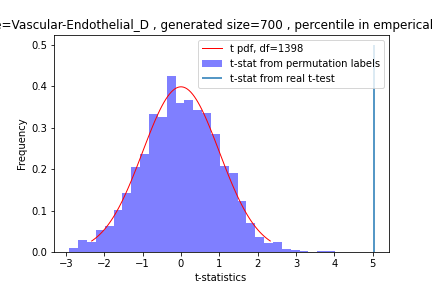 =Vascular-Endothelial_D , generated size=700 , percentile in emperical
t pdf, df=1398
t-stat from permutation labels
t-stat from real t-test
Frequency
0.5
0.4
0.3
0.2
0.1
0.0
−3
−2
−1
0
1
2
3
4
5
t-statistics